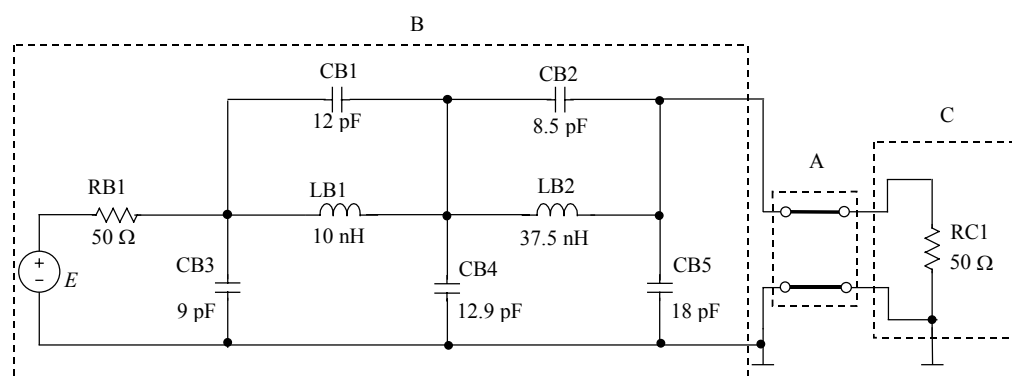 B
CB1
12 pF
CB2
8.5 pF
C
A
RB1
50 Ω
LB1
10 nH
LB2
37.5 nH
RC1
50 Ω
+
−
E
CB3
9 pF
CB4
12.9 pF
CB5
18 pF